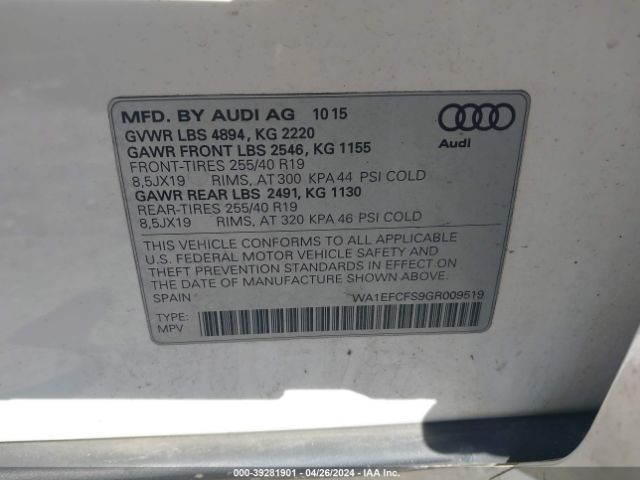 MFD. BY AUDI AG 10 15
GVWR LBS 4894, KG 2220
GAWR FRONT LBS 2546, KG 1155
FRONT-TIRES 255/40 R19
8,5JX19 RIMS, AT 300 KPA 44 PSI COLD
GAWR REAR LBS 2491, KG 1130
REAR-TIRES 255/40 R19
8,5JX19 RIMS, AT 320 KPA 46 PSI COLD
Audi
THIS VEHICLE CONFORMS TO ALL APPLICABLE
U.S. FEDERAL MOTOR VEHICLE SAFETY AND
THEFT PREVENTION STANDARDS IN EFFECT ON
THE DATE OF MANUFACTURE SHOWN ABOVE.
SPAIN WA1EFCFS9GR009519
TYPE:
MPV
000-39281901 - 04/26/2024 - IAAI.com